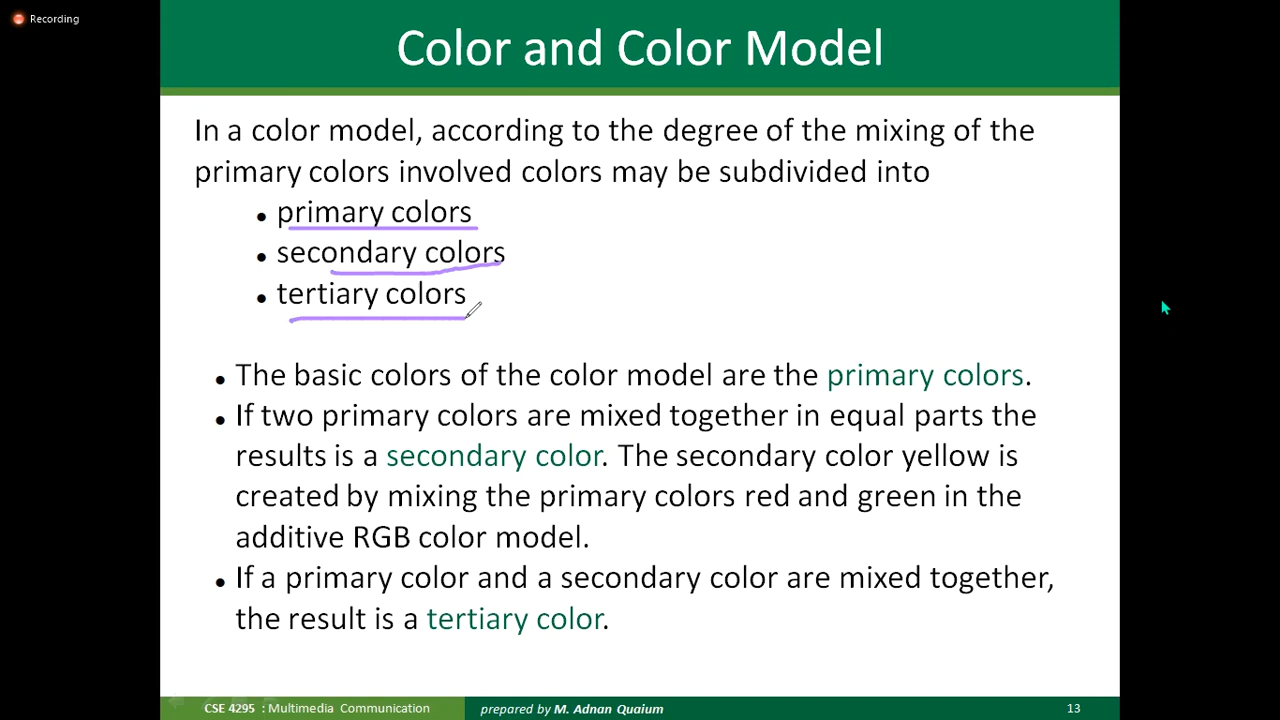 Recording
Color and Color Model
In a color model, according to the degree of the mixing of the
primary colors involved colors may be subdivided into
• primary colors
• secondary colors
• tertiary colors
• The basic colors of the color model are the primary colors.
• If two primary colors are mixed together in equal parts the
results is a secondary color. The secondary color yellow is
created by mixing the primary colors red and green in the
additive RGB color model.
• If a primary color and a secondary color are mixed together,
the result is a tertiary color.
CSE 4295 : Multimedia Communication prepared by M. Adnan Quaium 13